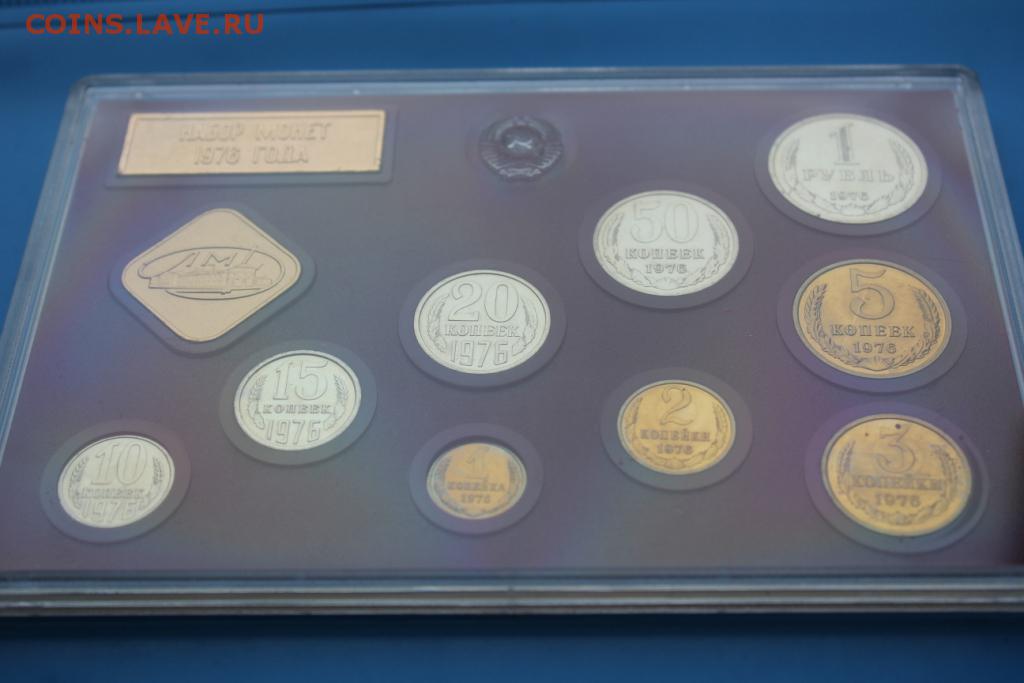 COINS.LAVE.RU
НАБОР МОНЕТ
1976 ГОДА
1
РУБЛЬ
1976
50
КОПЕЕК
1976
5
КОПЕЕК
1976
ЛМД
20
КОПЕЕК
1976
15
КОПЕЕК
1976
2
КОПЕЙКИ
1976
3
КОПЕЙКИ
1976
10
КОПЕЕК
1976
1
КОПЕЙКА
1976